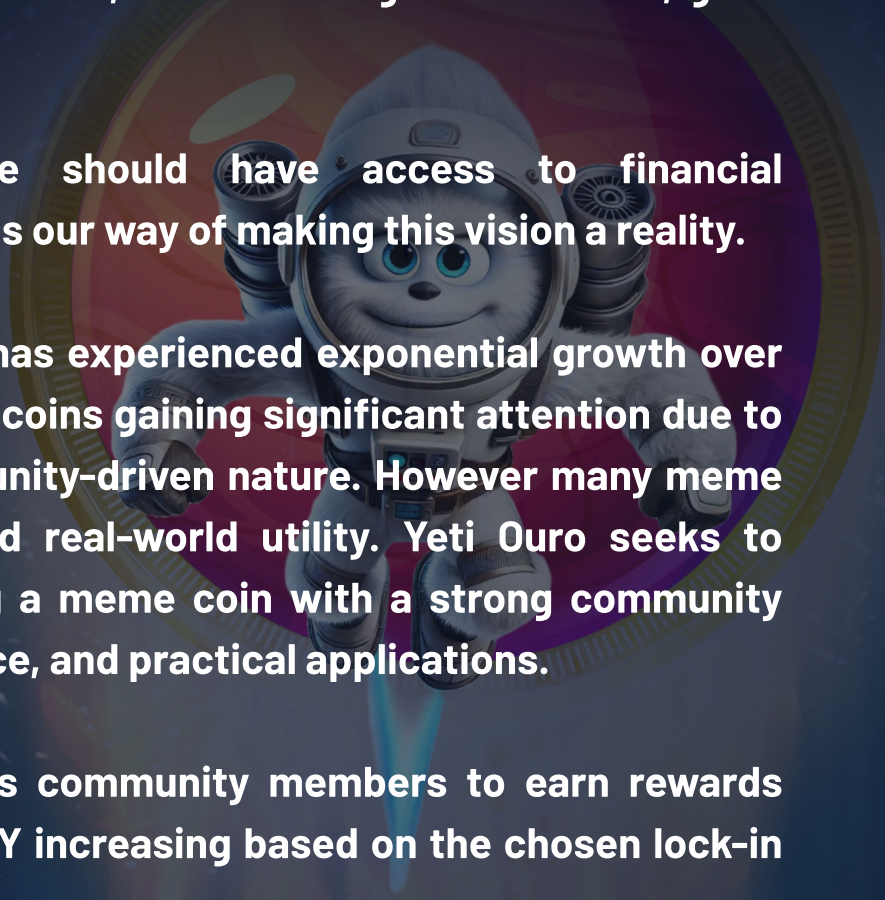 should have access to financial
s our way of making this vision a reality.
has experienced exponential growth over
coins gaining significant attention due to
unity-driven nature. However many meme
d real-world utility. Yeti Ouro seeks to
a meme coin with a strong community
ce, and practical applications.
s community members to earn rewards
Y increasing based on the chosen lock-in